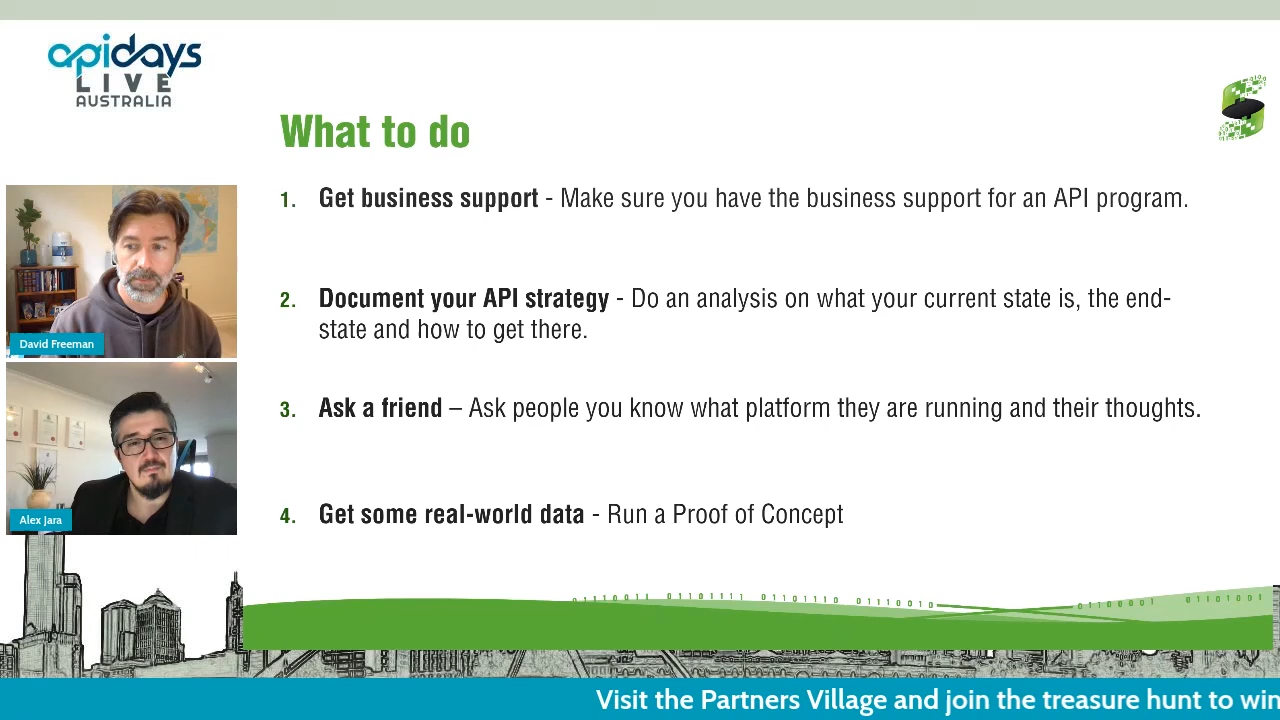 apidays
LIVE
AUSTRALIA
What to do
1. Get business support - Make sure you have the business support for an API program.
2. Document your API strategy - Do an analysis on what your current state is, the end-
state and how to get there.
3. Ask a friend – Ask people you know what platform they are running and their thoughts.
4. Get some real-world data - Run a Proof of Concept
David Freeman
Alex Jara
01101111 01101110 01110010
Visit the Partners Village and join the treasure hunt to win